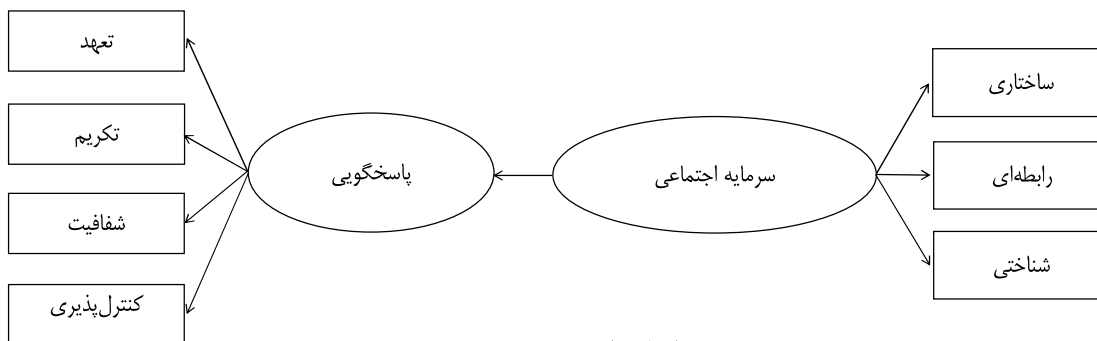 ساختاری
رابطه‌ای
شناختی
سرمایه اجتماعی
پاسخگویی
تعهد
تکریم
شفافیت
کنترل‌پذیری